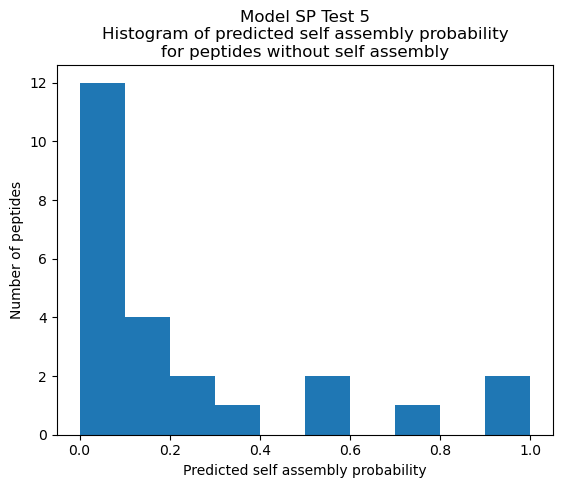 Model SP Test 5
Histogram of predicted self assembly probability
for peptides without self assembly
12
10
8
6
4
2
0
Number of peptides
0.0 0.2 0.4 0.6 0.8 1.0
Predicted self assembly probability